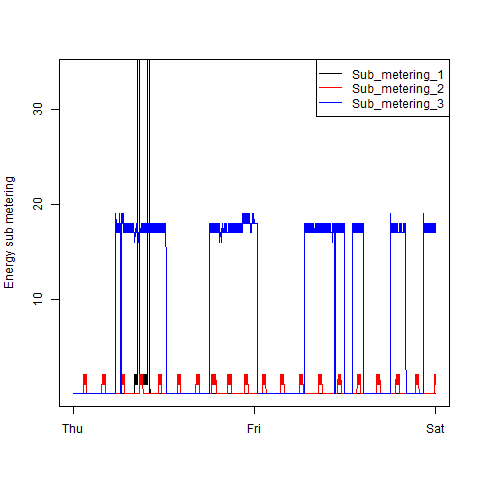 Sub_metering_1
Sub_metering_2
Sub_metering_3
Energy sub metering
30
20
10
Thu Fri Sat